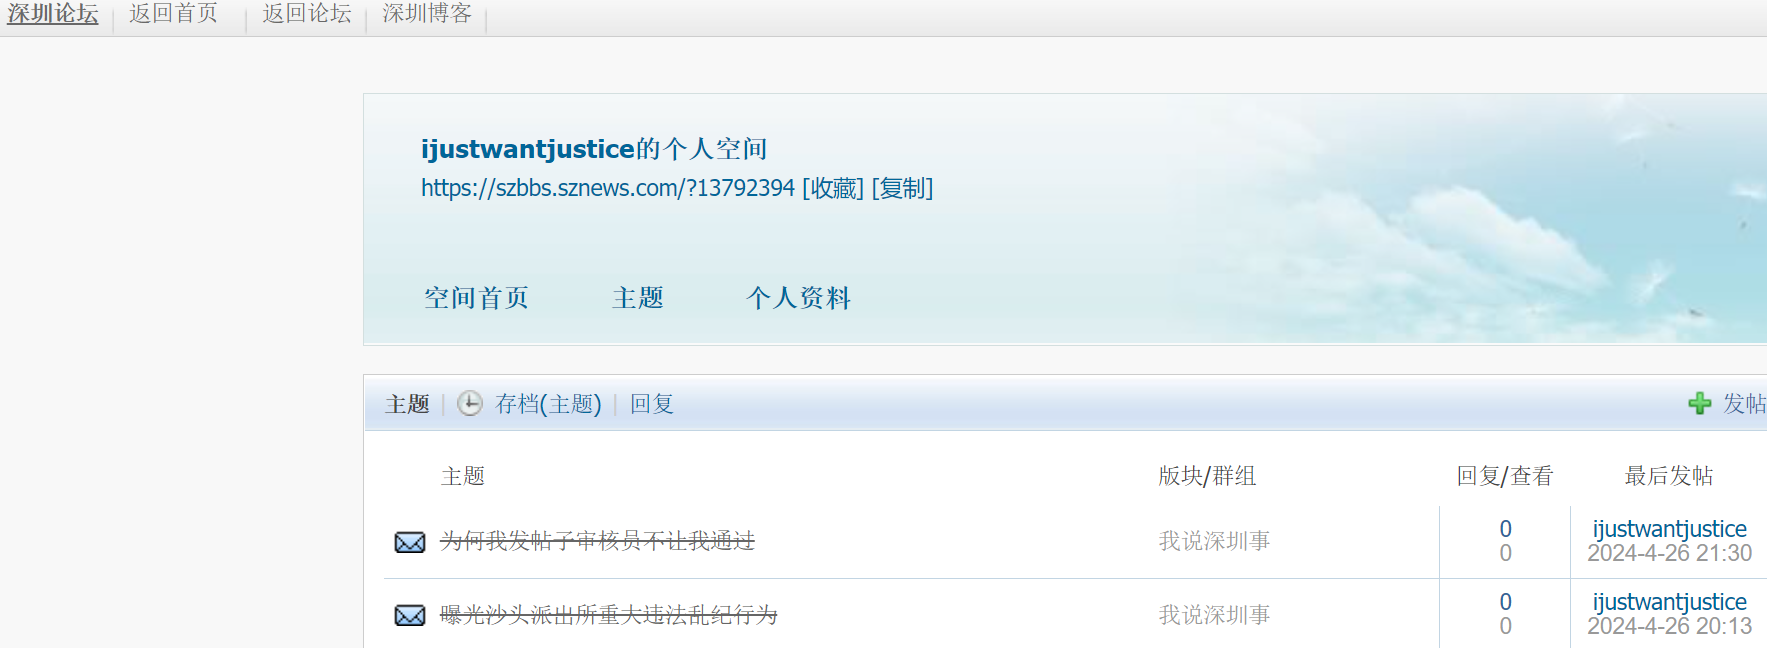 深圳论坛 返回首页 返回论坛 深圳博客
ijustwantjustice的个人空间
https://szbbs.sznews.com/?13792394 [收藏] [复制]
空间首页 主题 个人资料
主题 存档(主题) 回复 发帖
主题 版块/群组 回复/查看 最后发帖
为何我发帖子审核员不让我通过 我说深圳事 0 ijustwantjustice
0 2024-4-26 21:30
曝光沙头派出所重大违法乱纪行为 我说深圳事 0 ijustwantjustice
0 2024-4-26 20:13